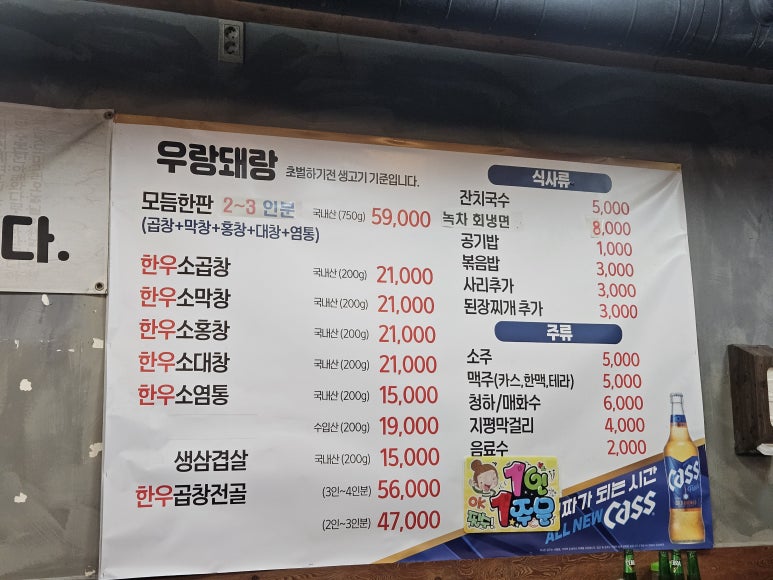 다.
우랑돼랑 초벌하기전 생고기 기준입니다.
모듬한판 2~3 인분 국내산 (750g) 59,000
(곱창+막창+홍창+대창+염통)
한우소곱창 국내산 (200g) 21,000
한우소막창 국내산 (200g) 21,000
한우소홍창 국내산 (200g) 21,000
한우소대창 국내산 (200g) 21,000
한우소염통 국내산 (200g) 15,000
수입산 (200g) 19,000
생삼겹살 국내산 (200g) 15,000
한우곱창전골 (3인~4인분) 56,000
(2인~3인분) 47,000
식사류
잔치국수 5,000
녹차 회냉면 8,000
공기밥 1,000
볶음밥 3,000
사리추가 3,000
된장찌개 추가 3,000
주류
소주 5,000
맥주(카스,한맥,테라) 5,000
청하/매화수 6,000
지평막걸리 4,000
음료수 2,000
1인
1주문
OK
필수!
파가 되는 시간
ALL NEW Cass
Cass